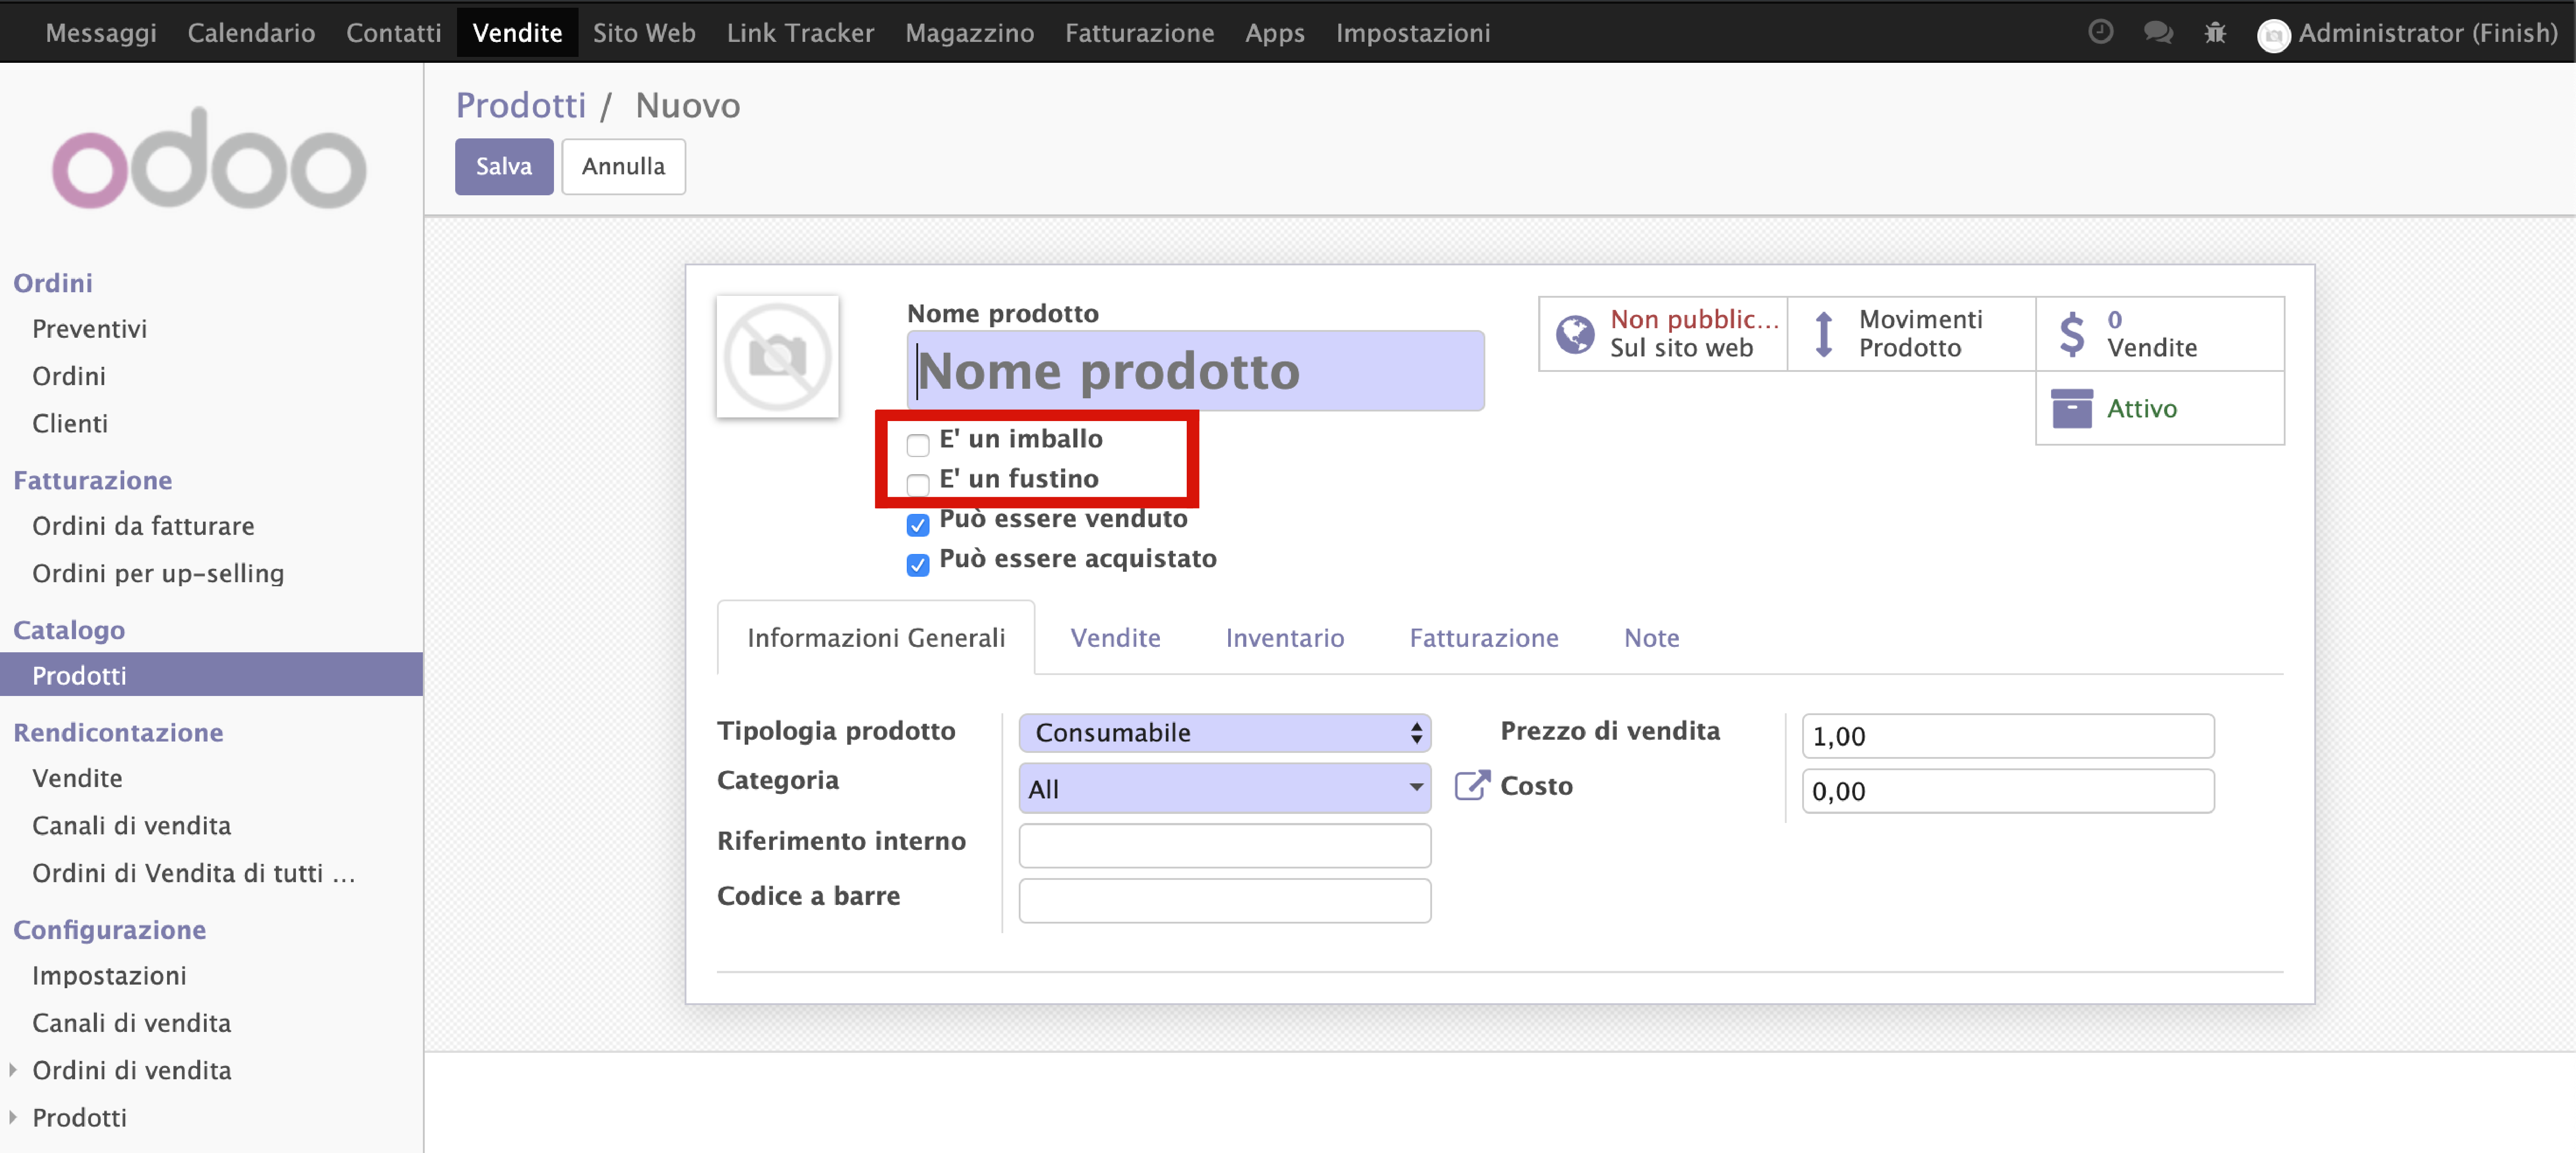 Messaggi Calendario Contatti Vendite Sito Web Link Tracker Magazzino Fatturazione Apps Impostazioni Administrator (Finish)
odoo
Ordini
Preventivi
Ordini
Clienti
Fatturazione
Ordini da fatturare
Ordini per up-selling
Catalogo
Prodotti
Rendicontazione
Vendite
Canali di vendita
Ordini di Vendita di tutti ...
Configurazione
Impostazioni
Canali di vendita
Ordini di vendita
Prodotti
Prodotti / Nuovo
Salva Annulla
Nome prodotto
Nome prodotto
Non pubblic...
Sul sito web
Movimenti
Prodotto
0
Vendite
Attivo
E' un imballo
E' un fustino
Può essere venduto
Può essere acquistato
Informazioni Generali Vendite Inventario Fatturazione Note
Tipologia prodotto Consumabile
Categoria All
Riferimento interno
Codice a barre
Prezzo di vendita 1,00
Costo 0,00